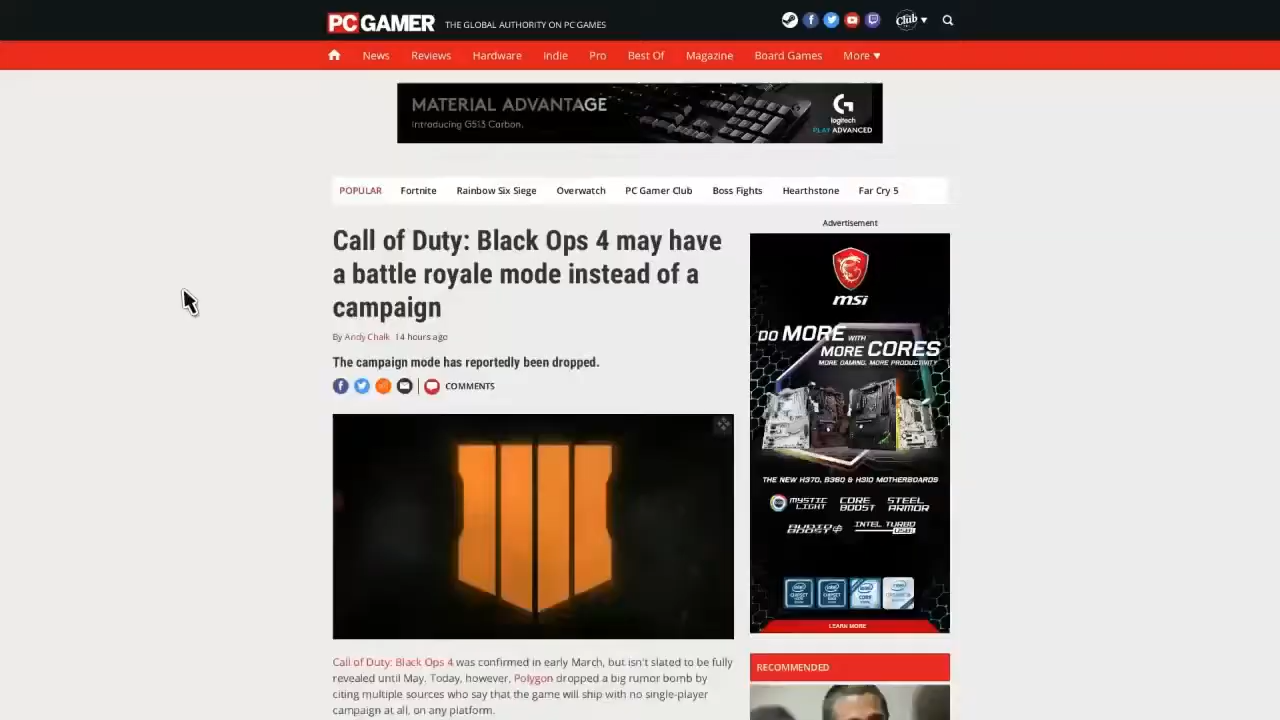 PC GAMER THE GLOBAL AUTHORITY ON PC GAMES
Club
News Reviews Hardware Indie Pro Best Of Magazine Board Games More
MATERIAL ADVANTAGE
Introducing G513 Carbon.
logitech
PLAY ADVANCED
POPULAR Fortnite Rainbow Six Siege Overwatch PC Gamer Club Boss Fights Hearthstone Far Cry 5
Advertisement
Call of Duty: Black Ops 4 may have
a battle royale mode instead of a
campaign
By Andy Chalk 14 hours ago
The campaign mode has reportedly been dropped.
COMMENTS
Call of Duty: Black Ops 4 was confirmed in early March, but isn't slated to be fully
revealed until May. Today, however, Polygon dropped a big rumor bomb by
citing multiple sources who say that the game will ship with no single-player
campaign at all, on any platform.
msi
DO MORE WITH
MORE CORES
MORE GAMING, MORE PRODUCTIVITY
THE NEW H370, B360 & H310 MOTHERBOARDS
MYSTIC LIGHT CORE BOOST STEEL ARMOR
AUDIO BOOST INTEL TURBO USB
LEARN MORE
RECOMMENDED